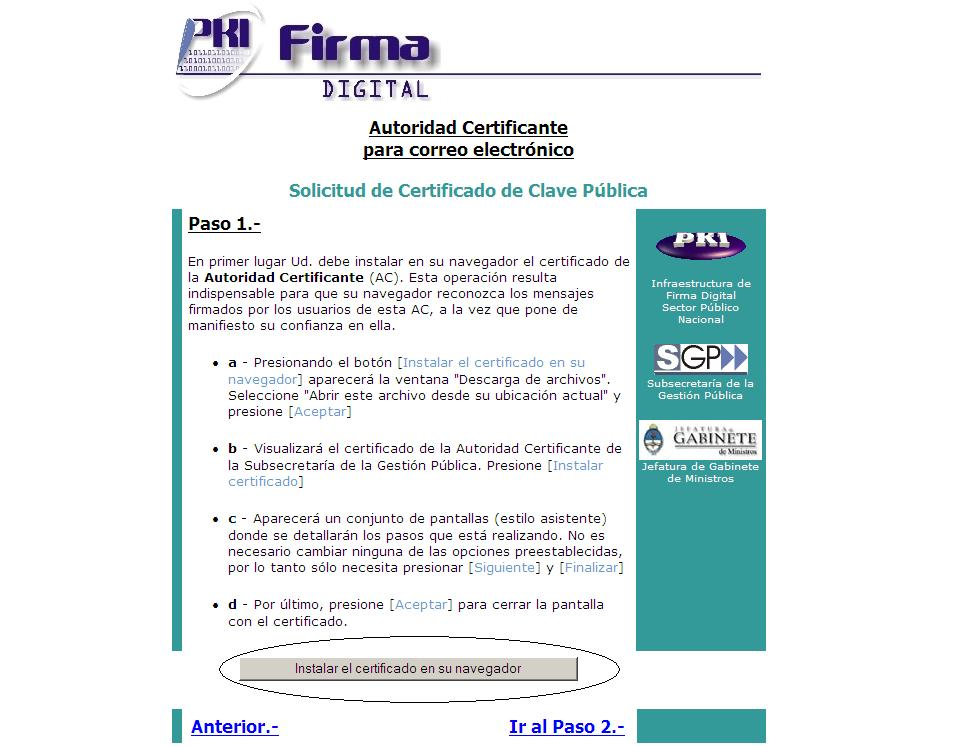 PKI
Firma
DIGITAL
Autoridad Certificante
para correo electrónico
Solicitud de Certificado de Clave Pública
Paso 1.-
En primer lugar Ud. debe instalar en su navegador el certificado de
la Autoridad Certificante (AC). Esta operación resulta
indispensable para que su navegador reconozca los mensajes
firmados por los usuarios de esta AC, a la vez que pone de
manifiesto su confianza en ella.
a - Presionando el botón [Instalar el certificado en su
navegador] aparecerá la ventana "Descarga de archivos".
Seleccione "Abrir este archivo desde su ubicación actual" y
presione [Aceptar]
b - Visualizará el certificado de la Autoridad Certificante de
la Subsecretaría de la Gestión Pública. Presione [Instalar
certificado]
c - Aparecerá un conjunto de pantallas (estilo asistente)
donde se detallarán los pasos que está realizando. No es
necesario cambiar ninguna de las opciones preestablecidas,
por lo tanto sólo necesita presionar [Siguiente] y [Finalizar]
d - Por último, presione [Aceptar] para cerrar la pantalla
con el certificado.
Instalar el certificado en su navegador
Anterior.-
Ir al Paso 2.-
PKI
Infraestructura de
Firma Digital
Sector Público
Nacional
SGP
Subsecretaría de la
Gestión Pública
JEFATURA DE
GABINETE
de Ministros
Jefatura de Gabinete
de Ministros